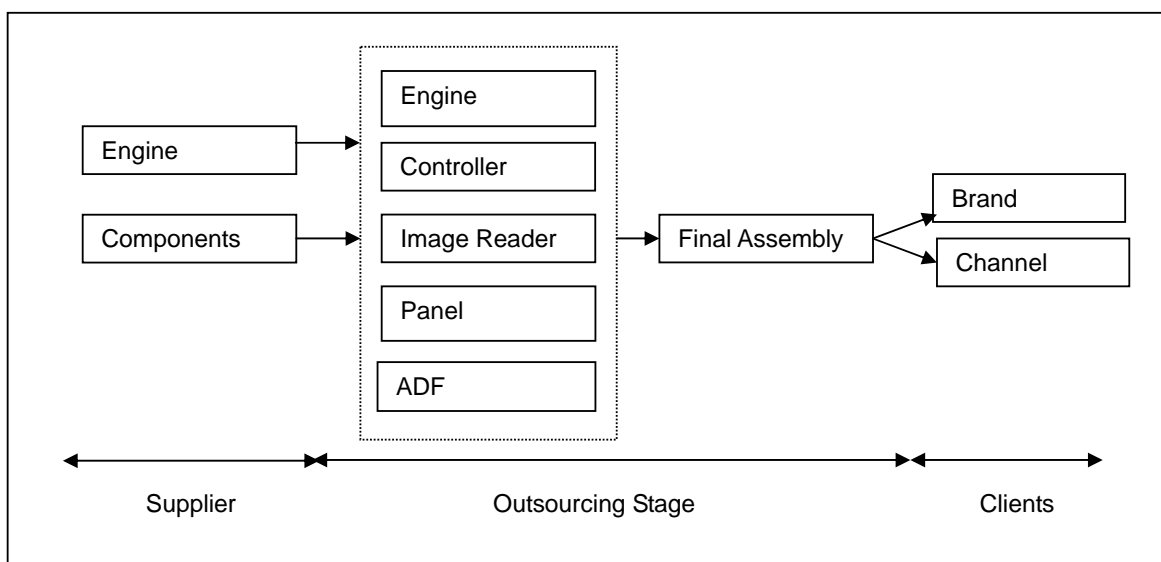 Engine
Components
Engine
Controller
Image Reader
Panel
ADF
Final Assembly
Brand
Channel
Supplier
Outsourcing Stage
Clients